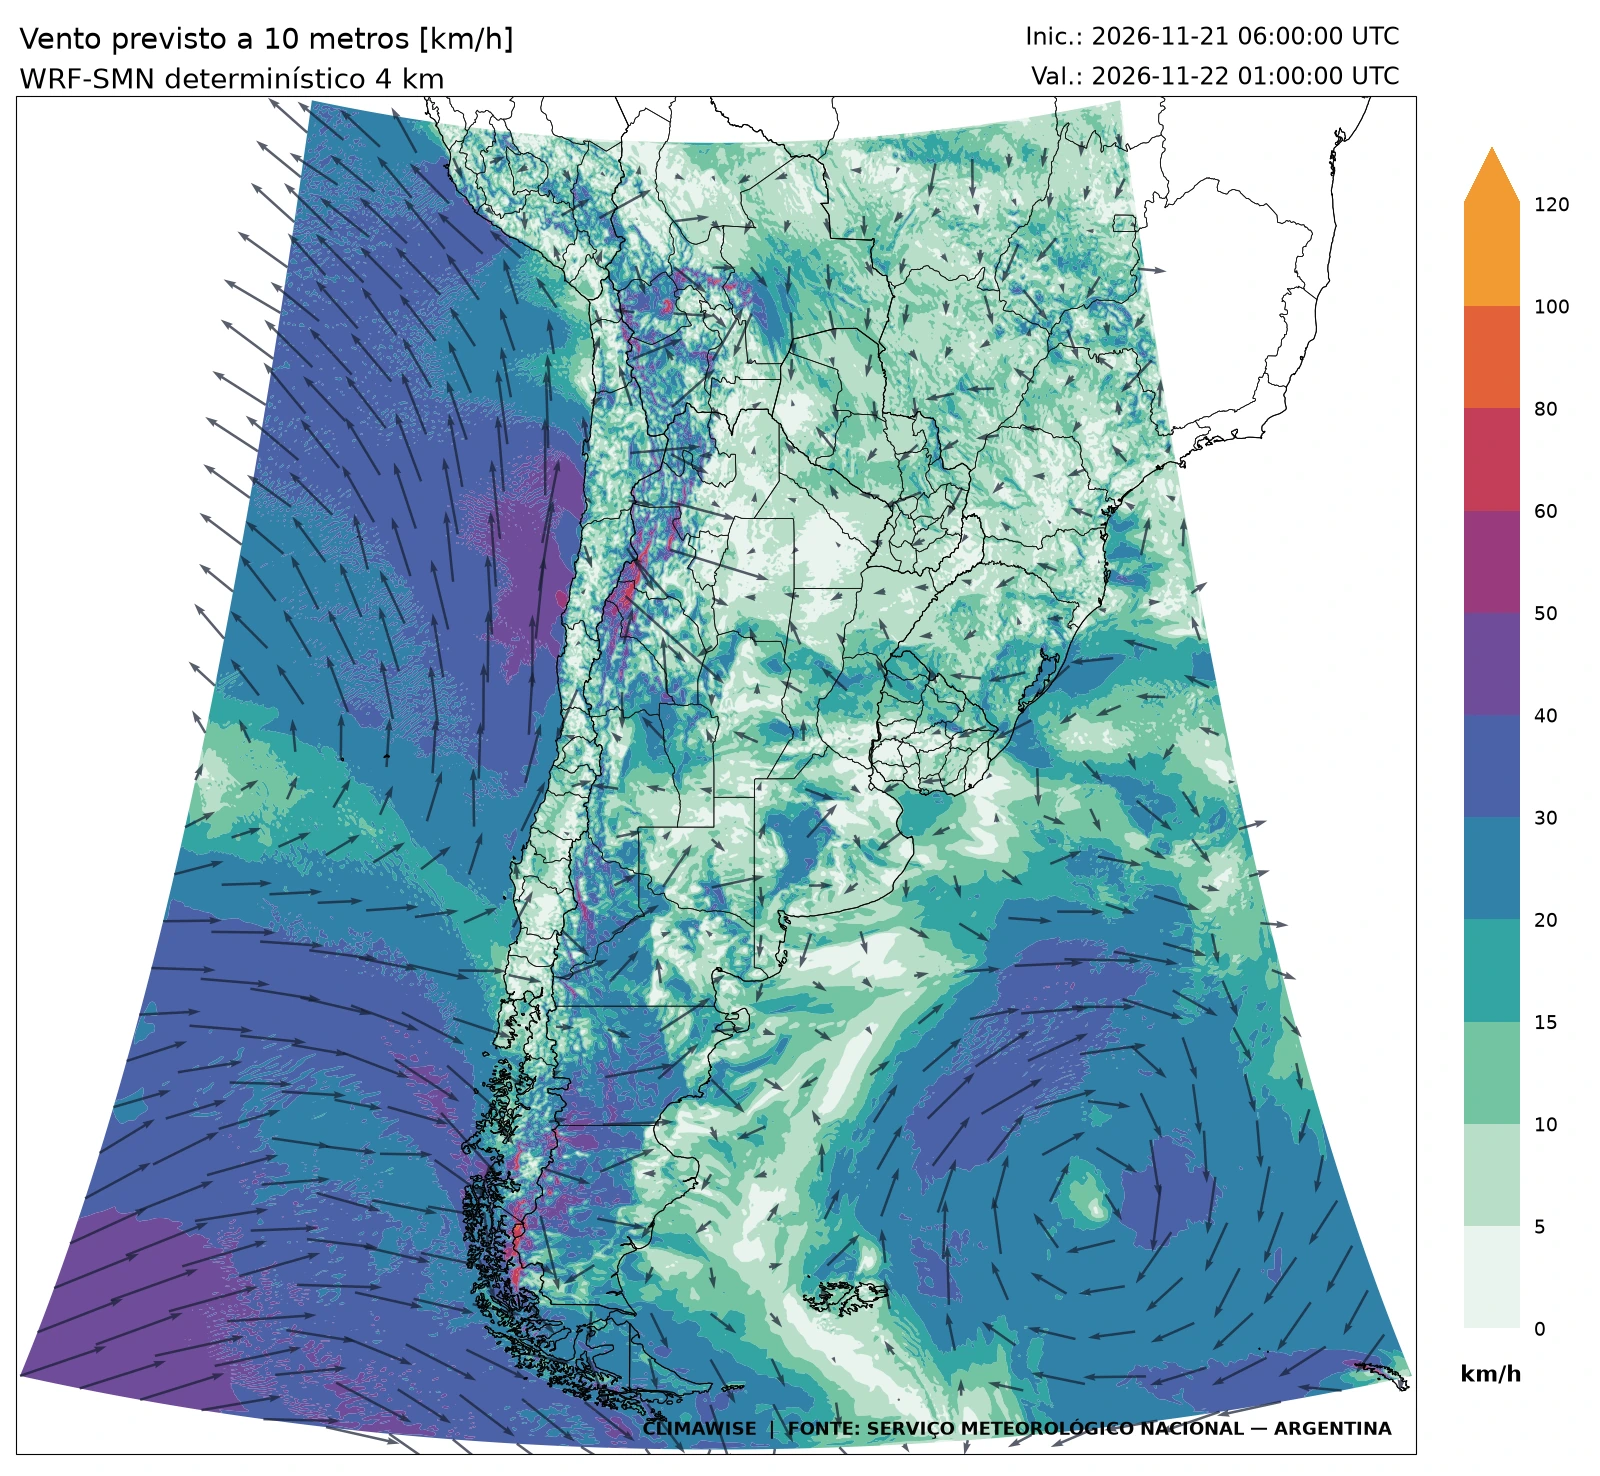 Vento previsto a 10 metros [km/h]
WRF-SMN determinístico 4 km
Inic.: 2026-11-21 06:00:00 UTC
Val.: 2026-11-22 01:00:00 UTC
120
100
80
60
50
40
30
20
15
10
5
0
km/h
CLIMAWISE | FONTE: SERVIÇO METEOROLÓGICO NACIONAL — ARGENTINA